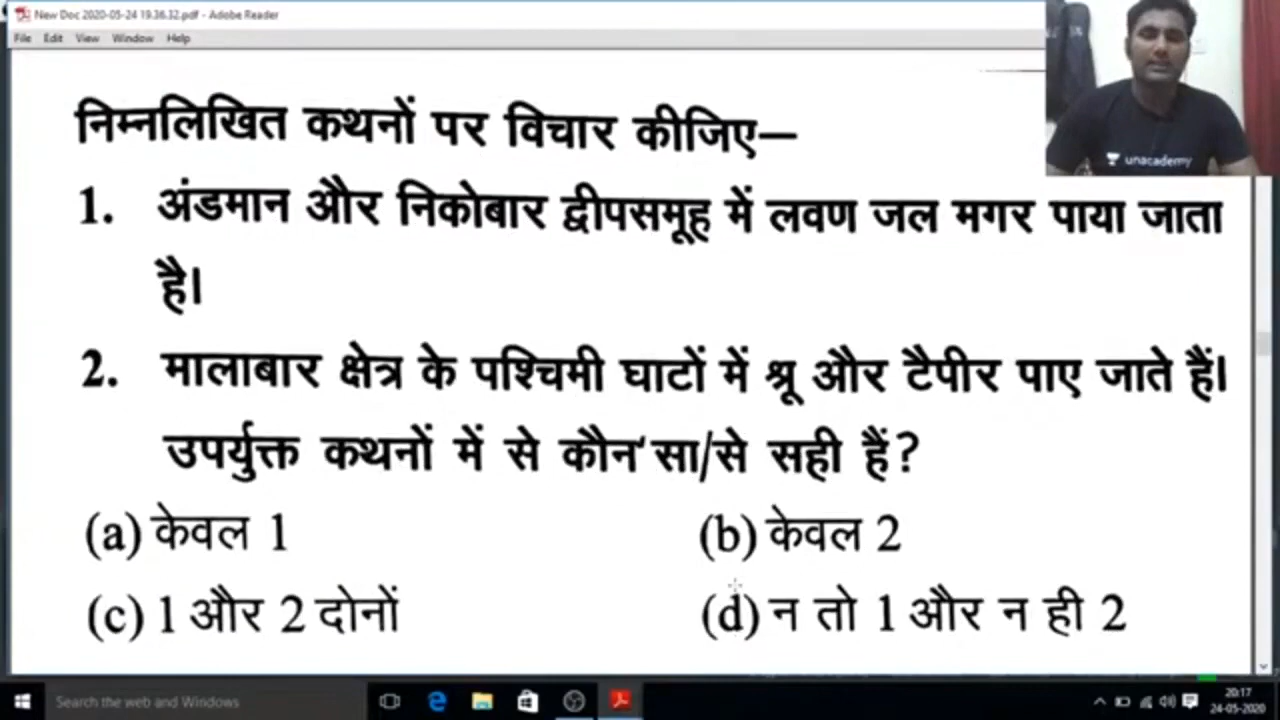 New Doc 2020-05-24 19.36.32.pdf - Adobe Reader
File Edit View Window Help
unacademy
निम्नलिखित कथनों पर विचार कीजिए—
1. अंडमान और निकोबार द्वीपसमूह में लवण जल मगर पाया जाता
है।
2. मालाबार क्षेत्र के पश्चिमी घाटों में श्रू और टैपीर पाए जाते हैं।
उपर्युक्त कथनों में से कौन सा/से सही हैं?
(a) केवल 1
(b) केवल 2
(c) 1 और 2 दोनों
(d) न तो 1 और न ही 2
Search the web and Windows
20:17
24-05-2020